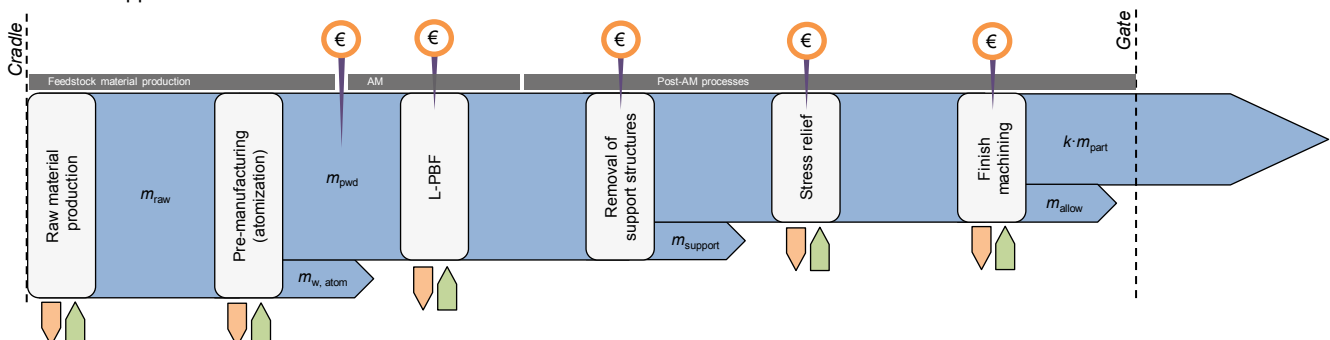 Cradle
Gate
€
€
€
€
€
Feedstock material production
AM
Post-AM processes
Raw material
production
m_raw
Pre-manufacturing
(atomization)
m_w, atom
m_pwd
L-PBF
Removal of
support structures
m_support
Stress relief
Finish
machining
m_allow
k·m_part